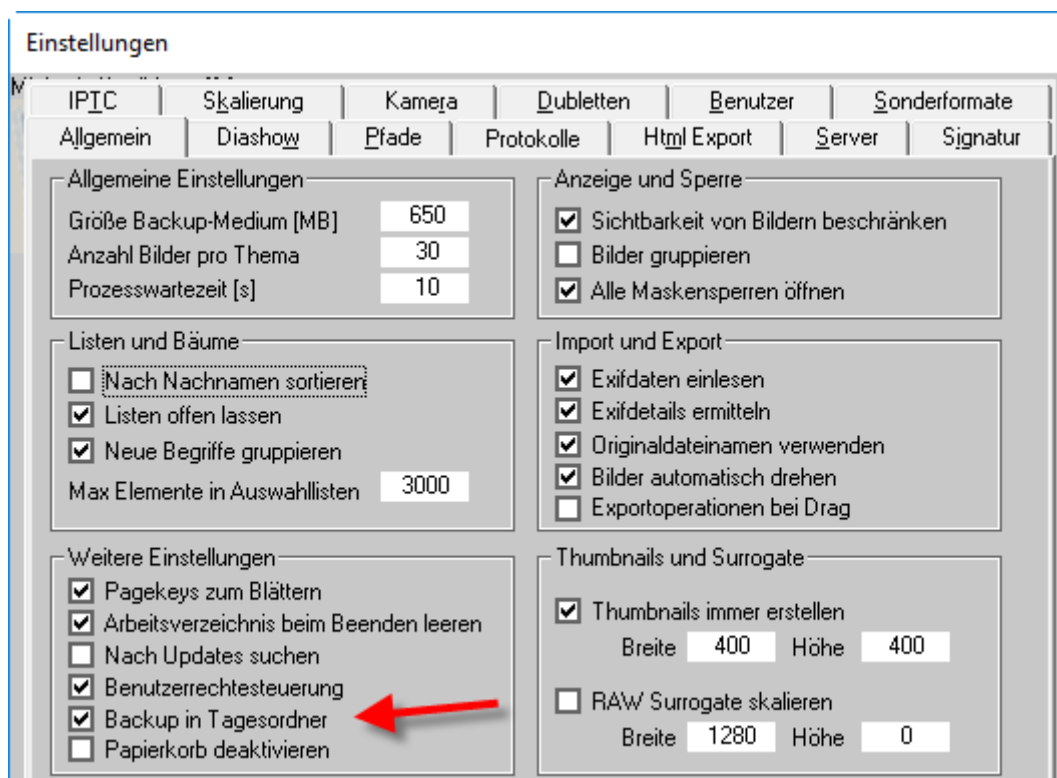 Einstellungen
IPTC Skalierung Kamera Dubletten Benutzer Sonderformate
Allgemein Diashow Pfade Protokolle Html Export Server Signatur
Allgemeine Einstellungen
Größe Backup-Medium [MB] 650
Anzahl Bilder pro Thema 30
Prozesswartezeit [s] 10
Anzeige und Sperre
Sichtbarkeit von Bildern beschränken
Bilder gruppieren
Alle Maskensperren öffnen
Listen und Bäume
Nach Nachnamen sortieren
Listen offen lassen
Neue Begriffe gruppieren
Max Elemente in Auswahllisten 3000
Import und Export
Exifdaten einlesen
Exifdetails ermitteln
Originaldateinamen verwenden
Bilder automatisch drehen
Exportoperationen bei Drag
Weitere Einstellungen
Pagekeys zum Blättern
Arbeitsverzeichnis beim Beenden leeren
Nach Updates suchen
Benutzerrechtesteuerung
Backup in Tagesordner
Papierkorb deaktivieren
Thumbnails und Surrogate
Thumbnails immer erstellen
Breite 400 Höhe 400
RAW Surrogate skalieren
Breite 1280 Höhe 0